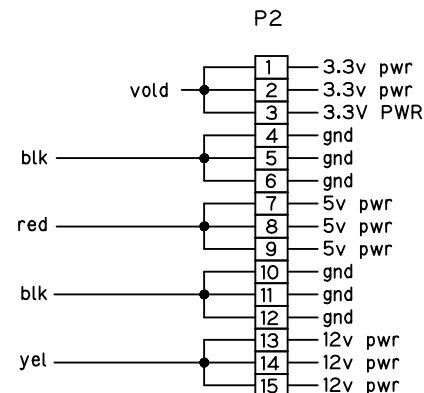 P2
1 3.3v pwr
vold 2 3.3v pwr
3 3.3V PWR
4 gnd
blk 5 gnd
6 gnd
7 5v pwr
red 8 5v pwr
9 5v pwr
10 gnd
blk 11 gnd
12 gnd
13 12v pwr
yel 14 12v pwr
15 12v pwr